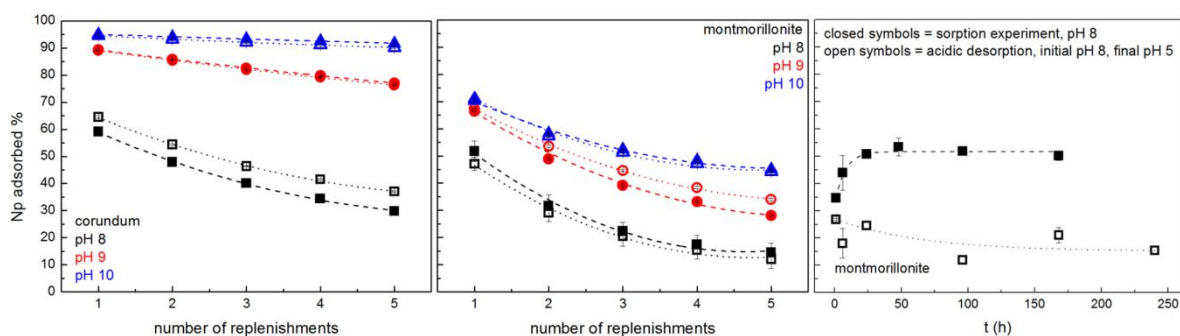 Np adsorbed %
100
90
80
70
60
50
40
30
20
10
0
corundum
pH 8
pH 9
pH 10
1 2 3 4 5
number of replenishments
montmorillonite
pH 8
pH 9
pH 10
1 2 3 4 5
number of replenishments
closed symbols = sorption experiment, pH 8
open symbols = acidic desorption, initial pH 8, final pH 5
montmorillonite
0 50 100 150 200 250
t (h)